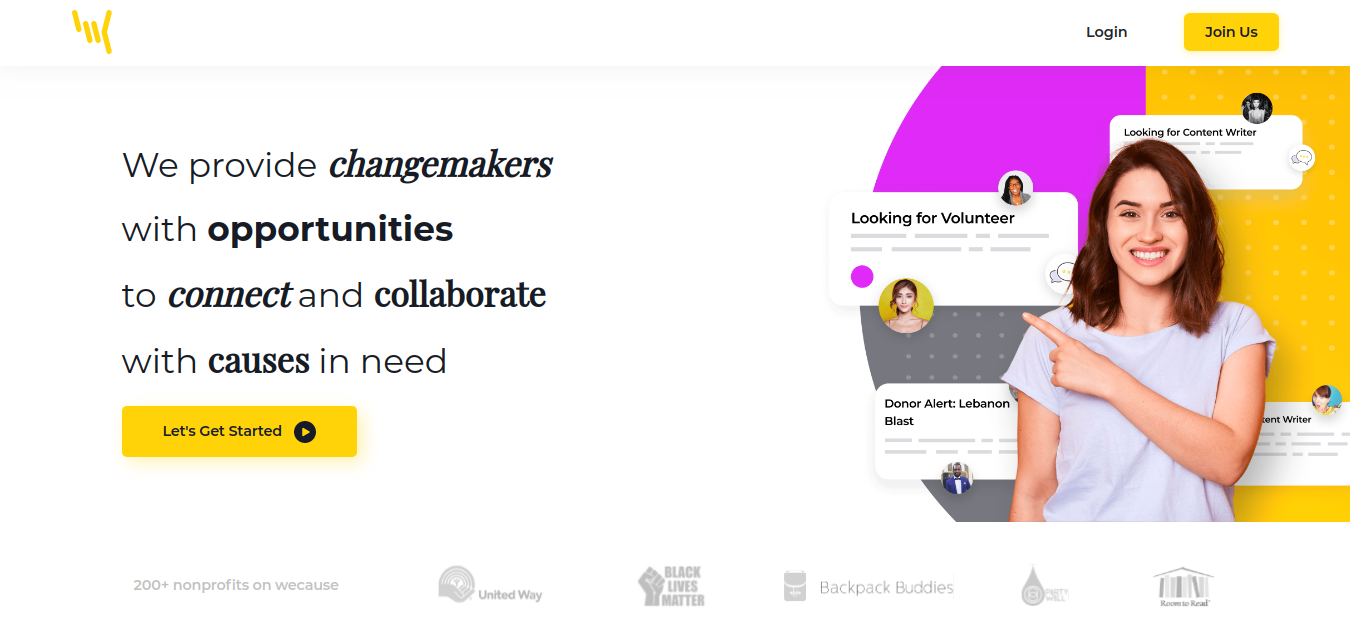 Login
Join Us
We provide changemakers
with opportunities
to connect and collaborate
with causes in need
Let's Get Started
Looking for Content Writer
Looking for Volunteer
Donor Alert: Lebanon
Blast
tent Writer
200+ nonprofits on wecause
United Way
BLACK
LIVES
MATTER
Backpack Buddies
WELL
Room to Read